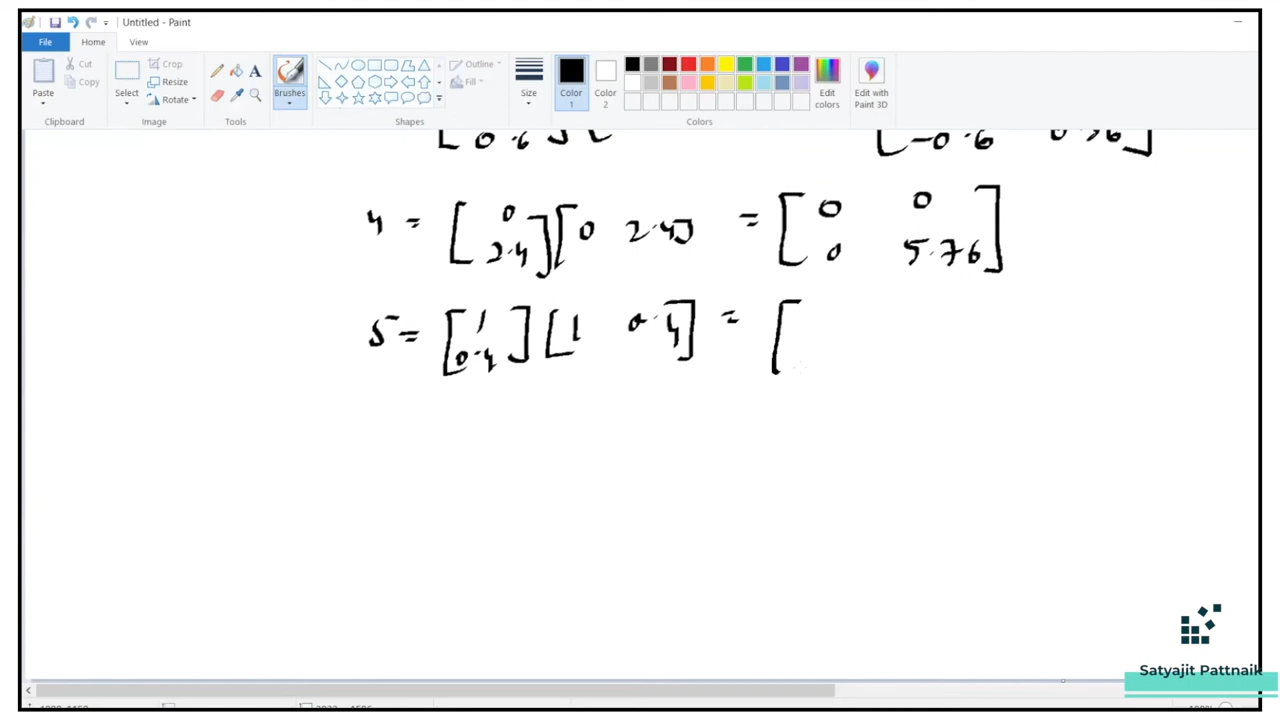 Untitled - Paint
File Home View
Paste Cut Copy Select Crop Resize Rotate A Brushes Outline Fill Size Color 1 Color 2 Edit colors Edit with Paint 3D
Clipboard Image Tools Shapes Colors
4 = [0 2.4] [0 2.4] = [0 0 0 5.76]
5 = [1 0.4] [1 0.4] = [
Satyajit Pattnaik